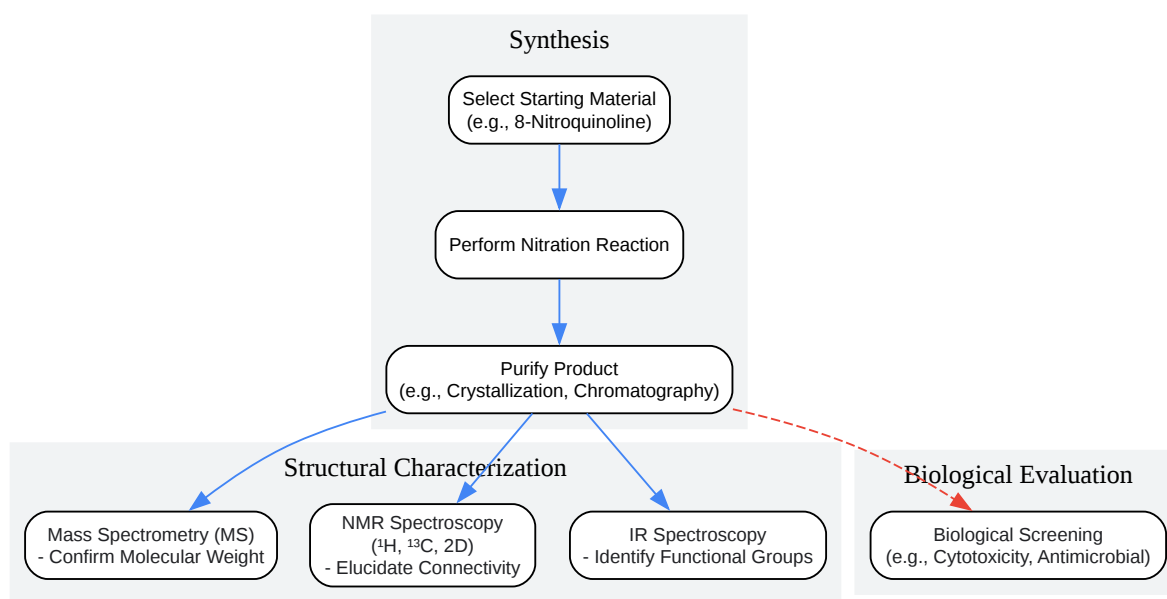 Synthesis
Select Starting Material
(e.g., 8-Nitroquinoline)
Perform Nitration Reaction
Purify Product
(e.g., Crystallization, Chromatography)
Structural Characterization
Mass Spectrometry (MS)
- Confirm Molecular Weight
NMR Spectroscopy
(¹H, ¹³C, 2D)
- Elucidate Connectivity
IR Spectroscopy
- Identify Functional Groups
Biological Evaluation
Biological Screening
(e.g., Cytotoxicity, Antimicrobial)